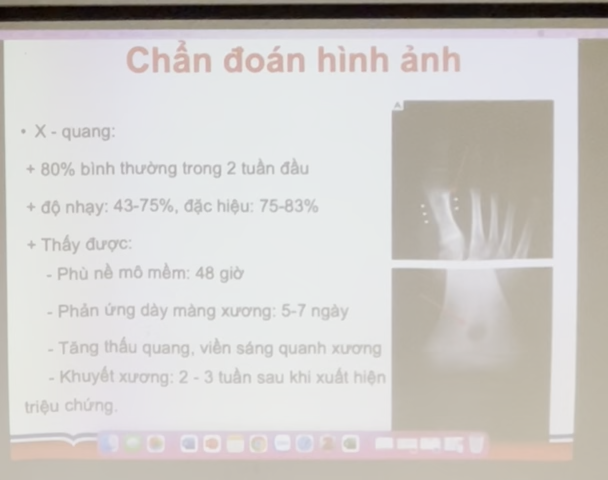 Chẩn đoán hình ảnh
• X - quang:
+ 80% bình thường trong 2 tuần đầu
+ độ nhạy: 43-75%, đặc hiệu: 75-83%
+ Thấy được:
- Phù nề mô mềm: 48 giờ
- Phản ứng dày màng xương: 5-7 ngày
- Tăng thấu quang, viền sáng quanh xương
- Khuyết xương: 2 - 3 tuần sau khi xuất hiện
triệu chứng.
A